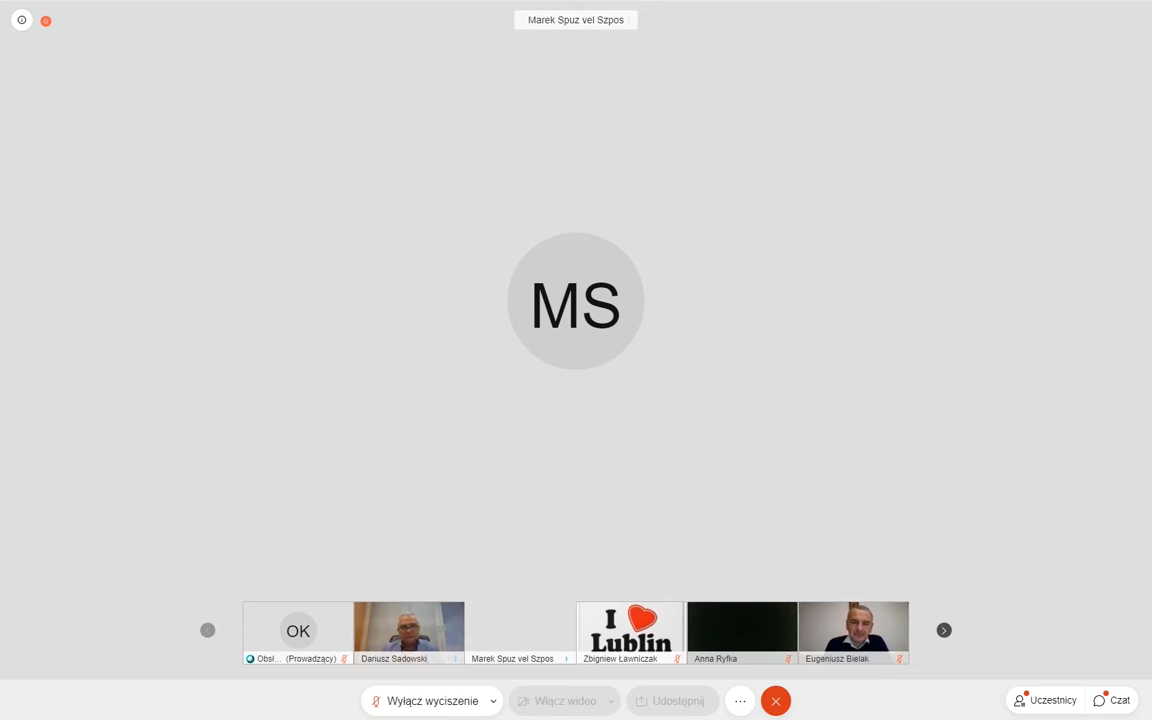 Marek Spuz vel Szpos
MS
OK
I
Lublin
Obsł... (Prowadzący)
Dariusz Sadowski
Marek Spuz vel Szpos
Zbigniew Ławniczak
Anna Ryfka
Eugeniusz Bielak
Wyłącz wyciszenie
Włącz wideo
Udostępnij
Uczestnicy
Czat